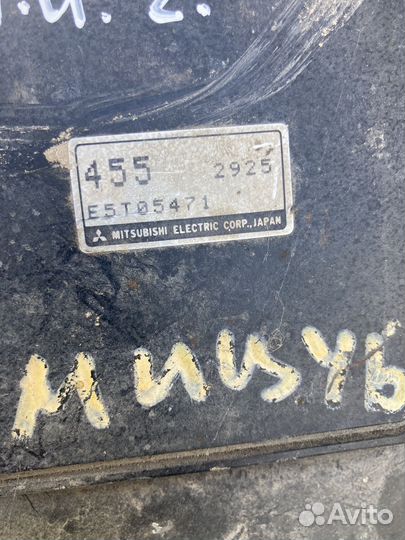 455 2925
E5T05471
MITSUBISHI ELECTRIC CORP., JAPAN
МИЦУБ
Avito